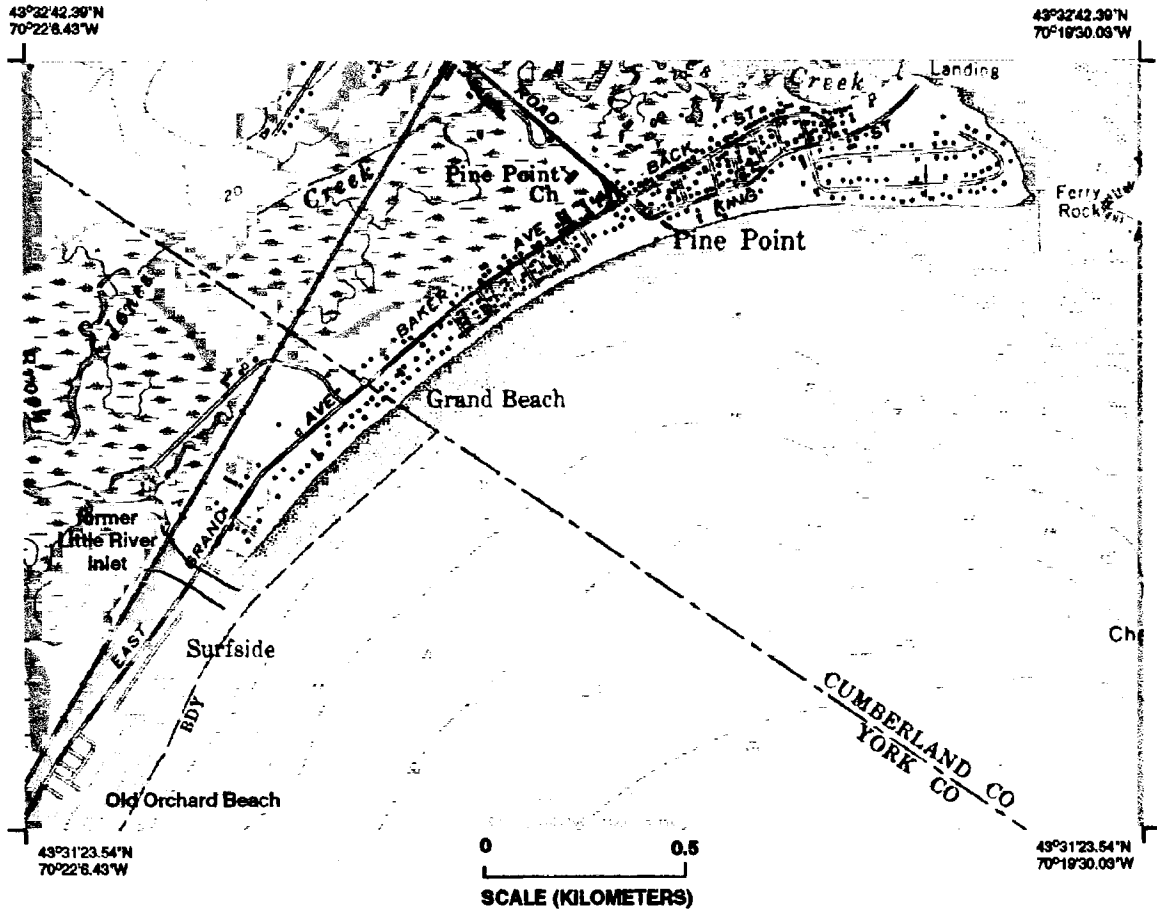 43°32'42.39"N
70°22'6.43"W
43°32'42.39"N
70°19'30.03"W
Landing
Creek
ROAD
ST
ST
BACK
KING
20
Creek
Pine Point
Ch
Ferry
Rock
Pine Point
AVE
BAKER
Grand Beach
AVE
GRAND
EAST
former
Little River
Inlet
Surfside
BDY
Old Orchard Beach
Ch
CUMBERLAND CO
YORK CO
43°31'23.54"N
70°22'6.43"W
43°31'23.54"N
70°19'30.03"W
0 0.5
SCALE (KILOMETERS)